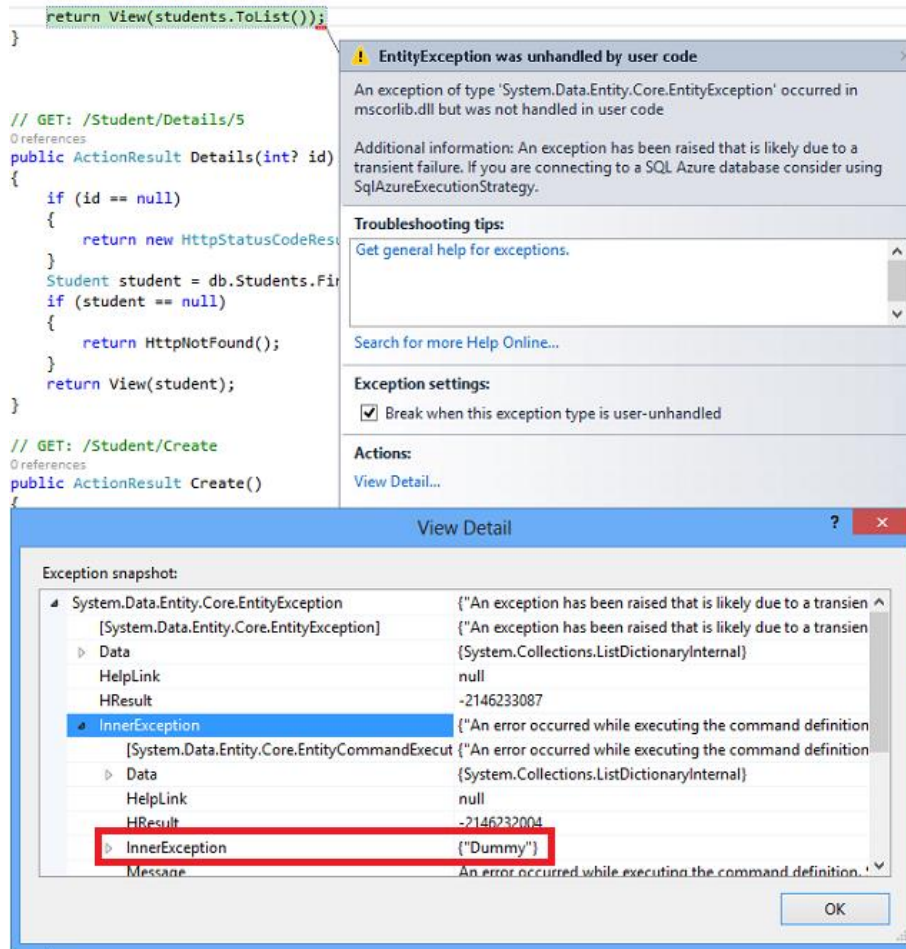 return View(students.ToList());
}
// GET: /Student/Details/5
0 references
public ActionResult Details(int? id)
{
if (id == null)
{
return new HttpStatusCodeResu
}
Student student = db.Students.Fin
if (student == null)
{
return HttpNotFound();
}
return View(student);
}
// GET: /Student/Create
0 references
public ActionResult Create()
{
EntityException was unhandled by user code
An exception of type 'System.Data.Entity.Core.EntityException' occurred in
mscorlib.dll but was not handled in user code
Additional information: An exception has been raised that is likely due to a
transient failure. If you are connecting to a SQL Azure database consider using
SqlAzureExecutionStrategy.
Troubleshooting tips:
Get general help for exceptions.
Search for more Help Online...
Exception settings:
Break when this exception type is user-unhandled
Actions:
View Detail...
View Detail
? ×
Exception snapshot:
System.Data.Entity.Core.EntityException {"An exception has been raised that is likely due to a transien
[System.Data.Entity.Core.EntityException] {"An exception has been raised that is likely due to a transien
Data {System.Collections.ListDictionaryInternal}
HelpLink null
HResult -2146233087
InnerException {"An error occurred while executing the command definition
[System.Data.Entity.Core.EntityCommandExecut {"An error occurred while executing the command definition
Data {System.Collections.ListDictionaryInternal}
HelpLink null
HResult -2146232004
InnerException {"Dummy"}
Message An error occurred while executing the command definition. '
OK